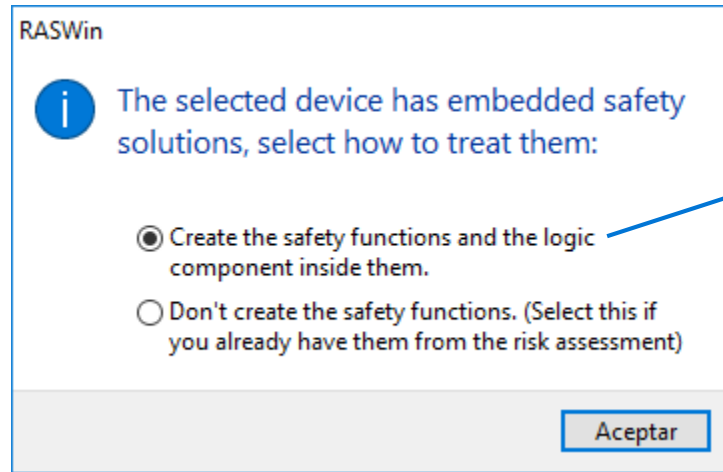 RASWin
The selected device has embedded safety
solutions, select how to treat them:
Create the safety functions and the logic
component inside them.
Don't create the safety functions. (Select this if
you already have them from the risk assessment)
Aceptar